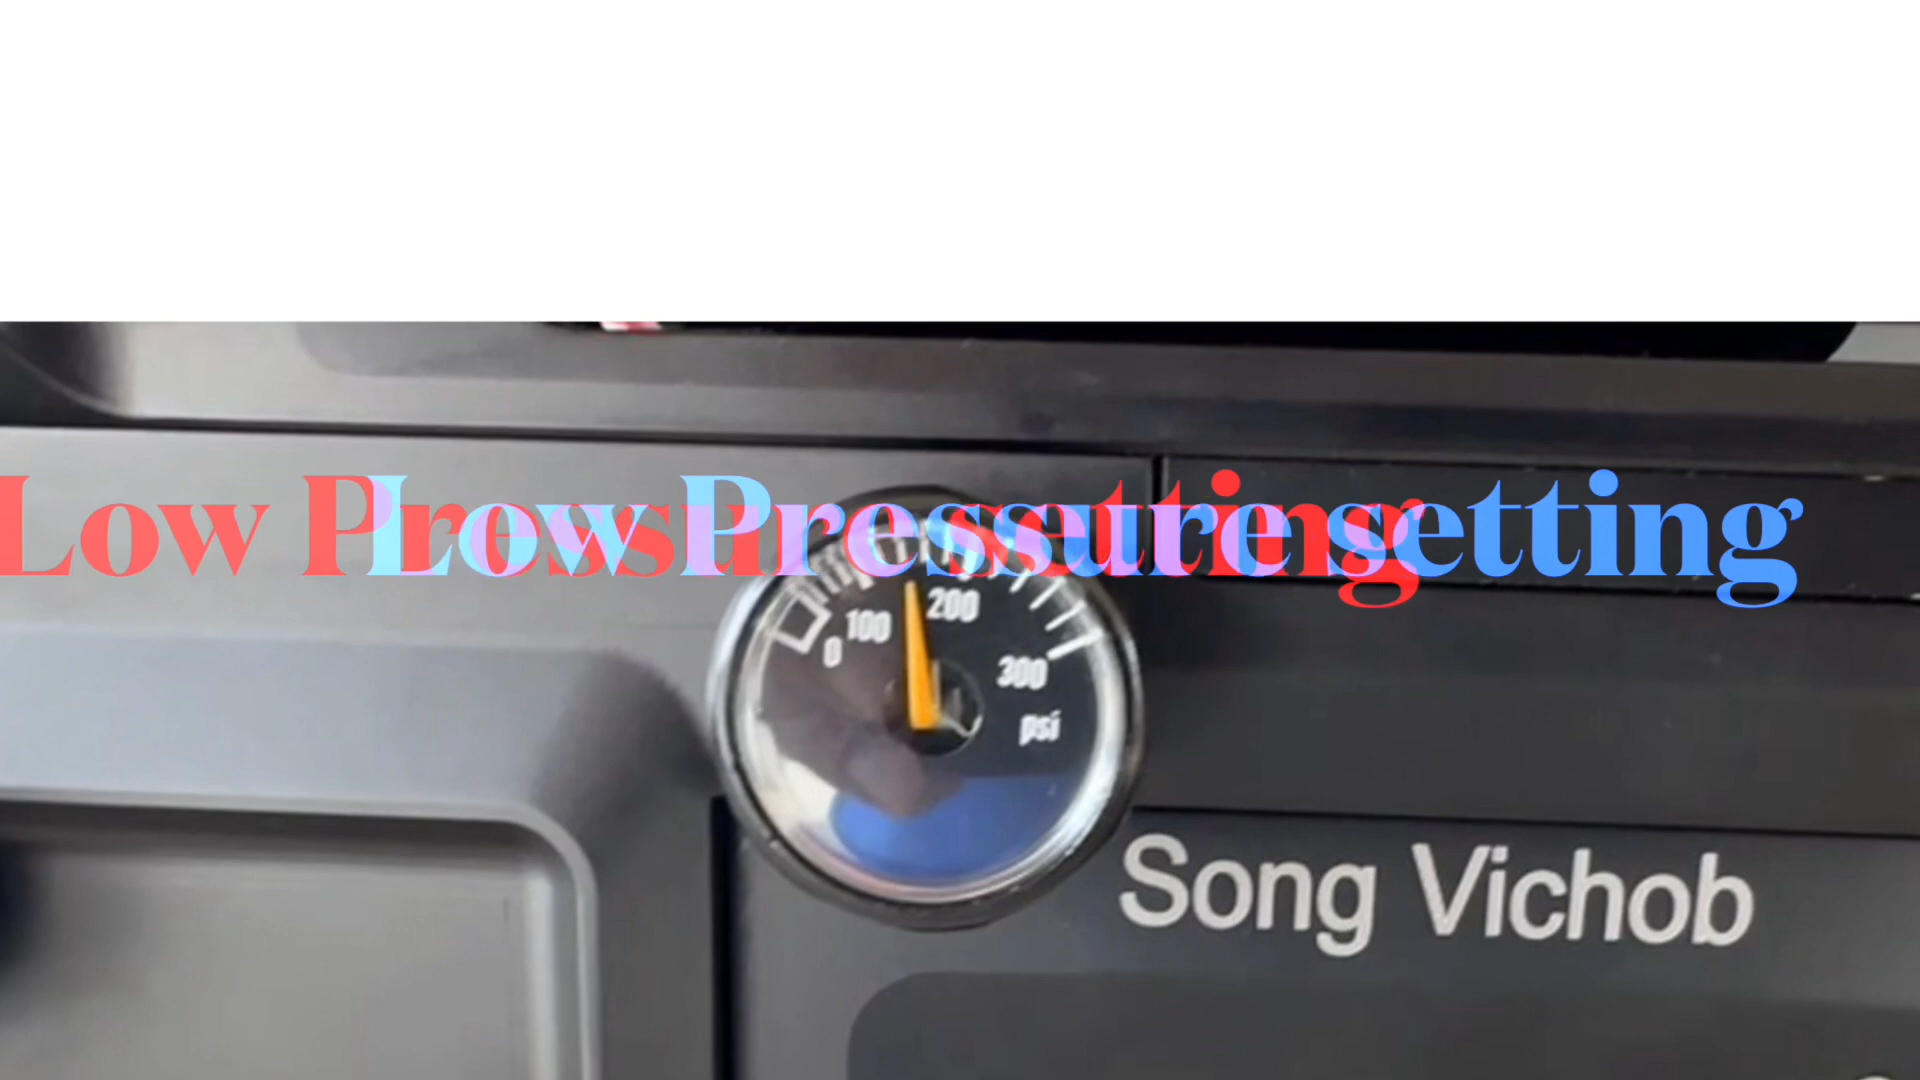 Low Pressure setting
Low Pressure setting
100
200
0
300
psi
Song Vichob